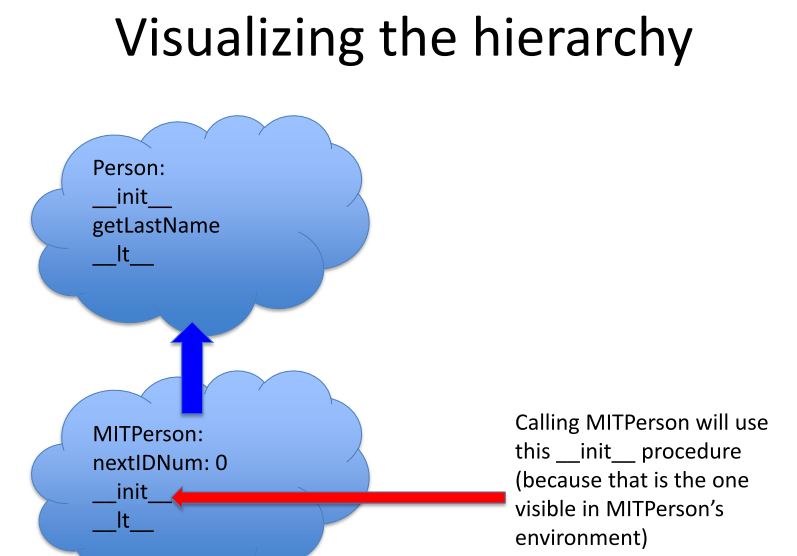 Visualizing the hierarchy
Person:
__init__
getLastName
__lt__
MITPerson:
nextIDNum: 0
__init__
__lt__
Calling MITPerson will use
this __init__ procedure
(because that is the one
visible in MITPerson’s
environment)